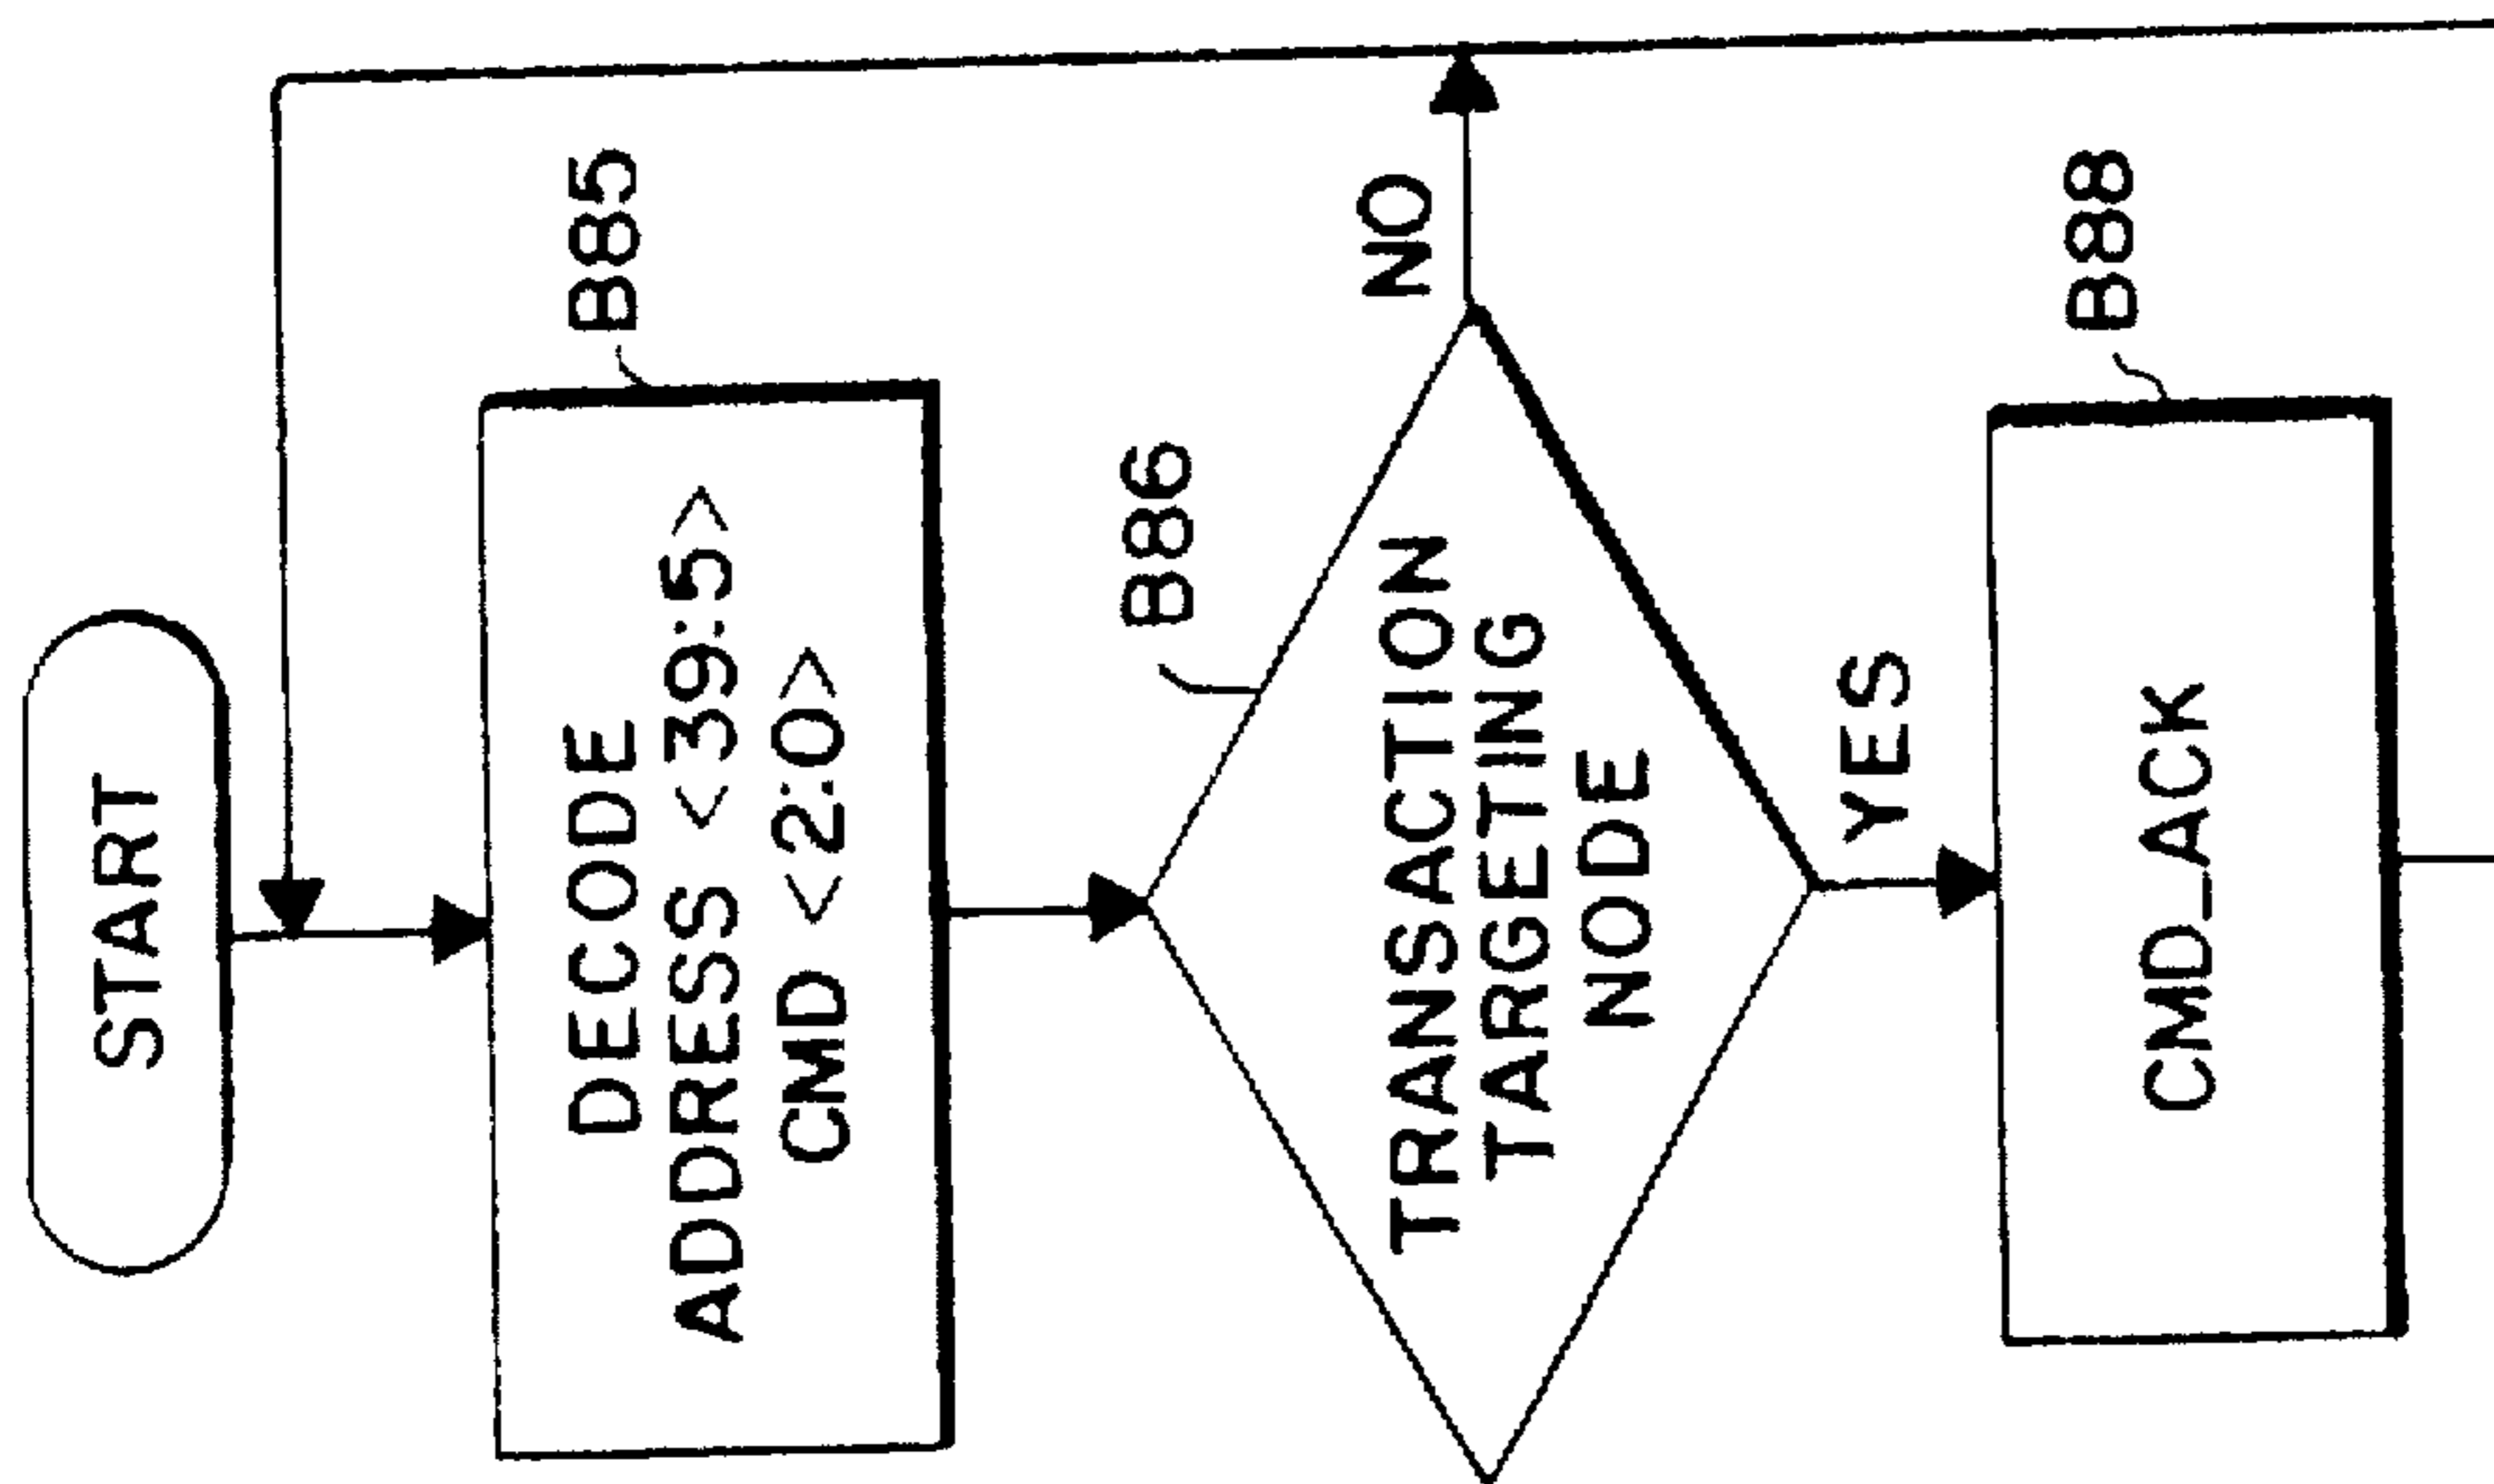 START
B85
DECODE
ADDRESS <39:5>
CMD <2:0>
B86
TRANSACTION
TARGETING
NODE
NO
YES
B88
CMD_ACK